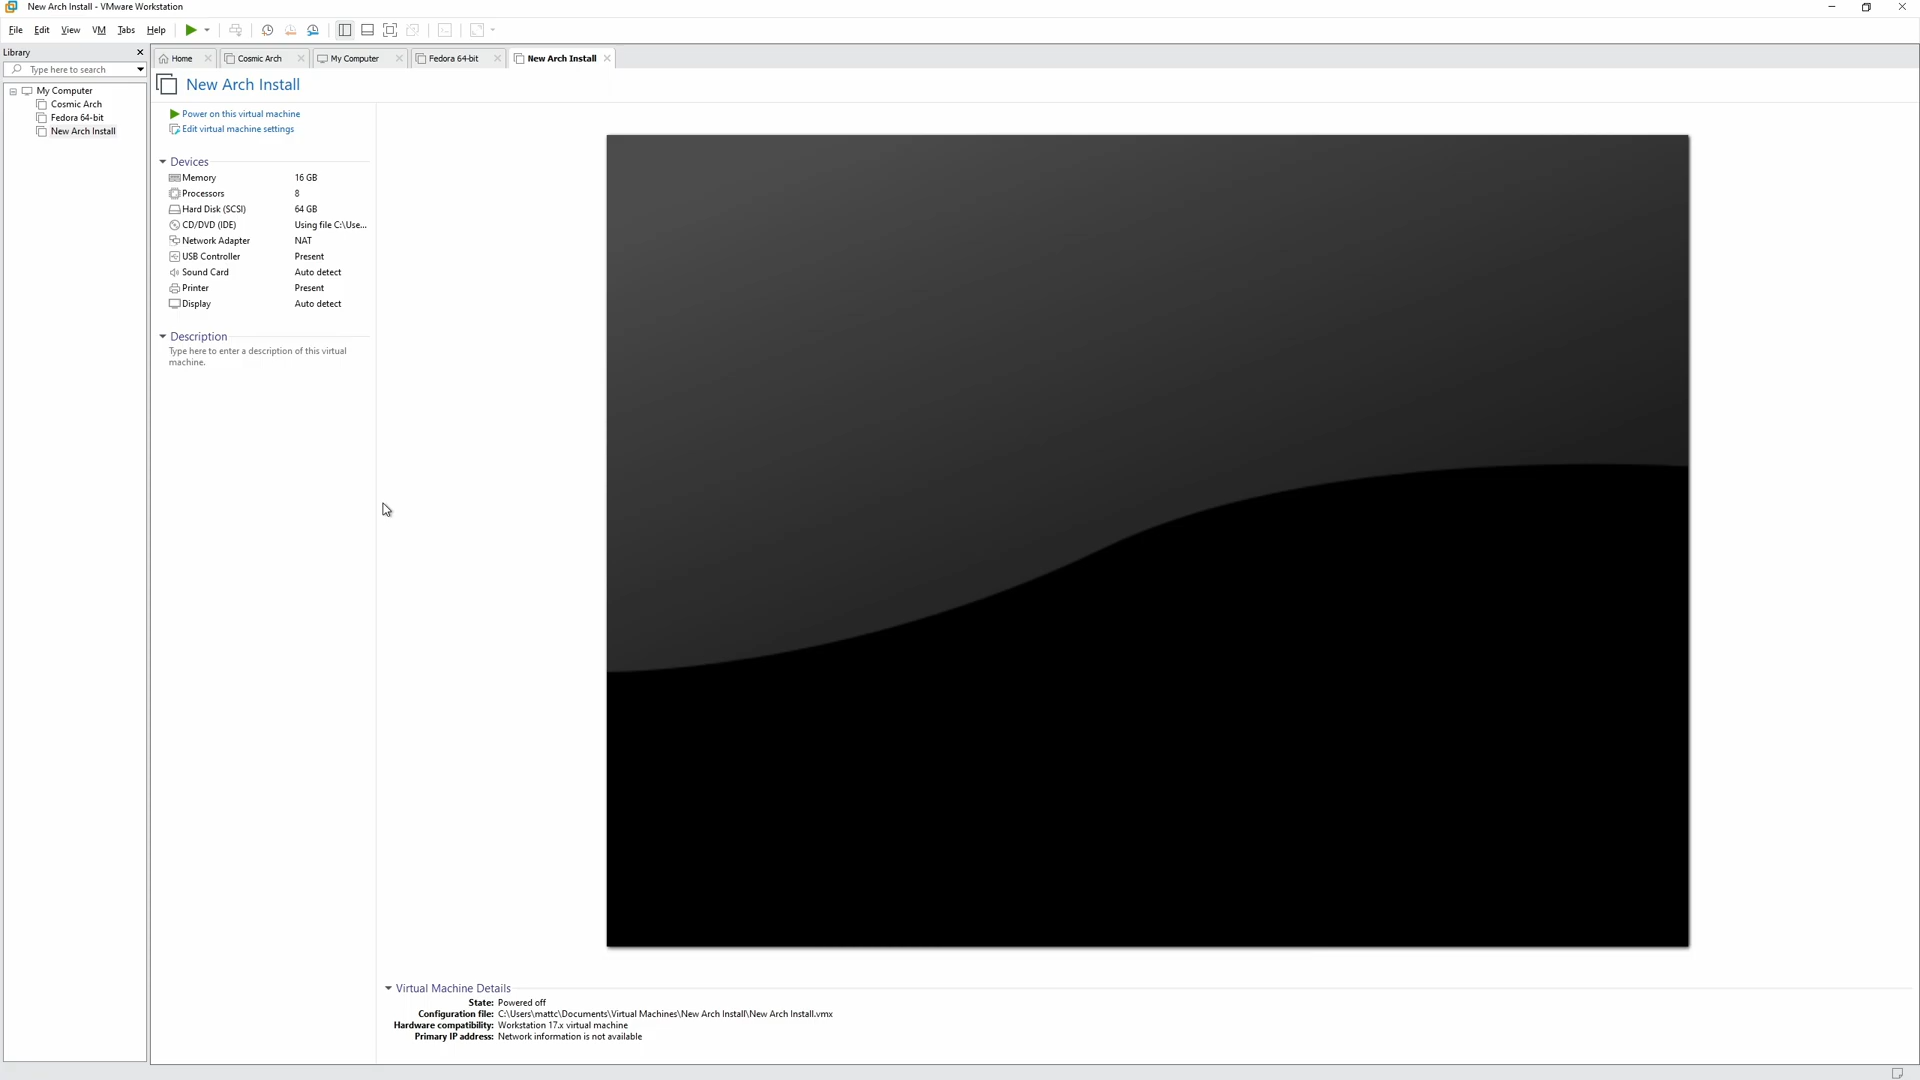 New Arch Install - VMware Workstation
File Edit View VM Tabs Help
Library
Type here to search
My Computer
Cosmic Arch
Fedora 64-bit
New Arch Install
Home
Cosmic Arch
My Computer
Fedora 64-bit
New Arch Install
New Arch Install
Power on this virtual machine
Edit virtual machine settings
Devices
Memory 16 GB
Processors 8
Hard Disk (SCSI) 64 GB
CD/DVD (IDE) Using file C:\Use...
Network Adapter NAT
USB Controller Present
Sound Card Auto detect
Printer Present
Display Auto detect
Description
Type here to enter a description of this virtual
machine.
Virtual Machine Details
State: Powered off
Configuration file: C:\Users\mattc\Documents\Virtual Machines\New Arch Install\New Arch Install.vmx
Hardware compatibility: Workstation 17.x virtual machine
Primary IP address: Network information is not available